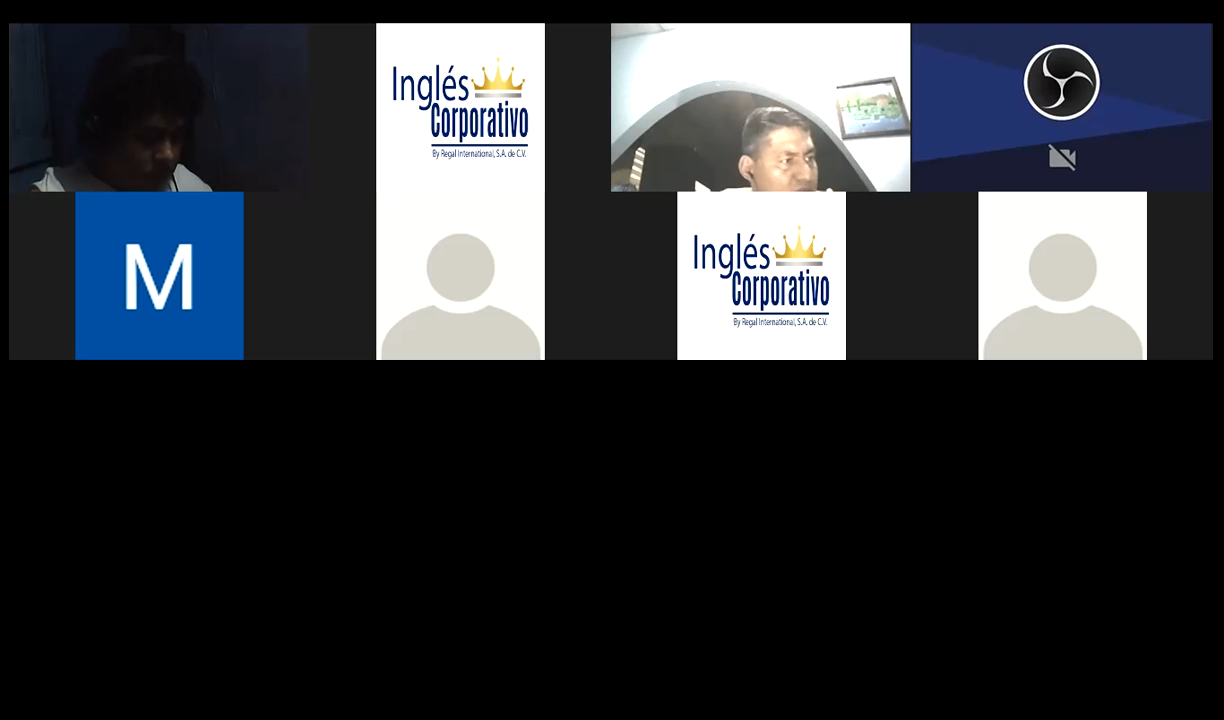 Inglés
Corporativo
By Regal International, S.A. de C.V.
M
Inglés
Corporativo
By Regal International, S.A. de C.V.